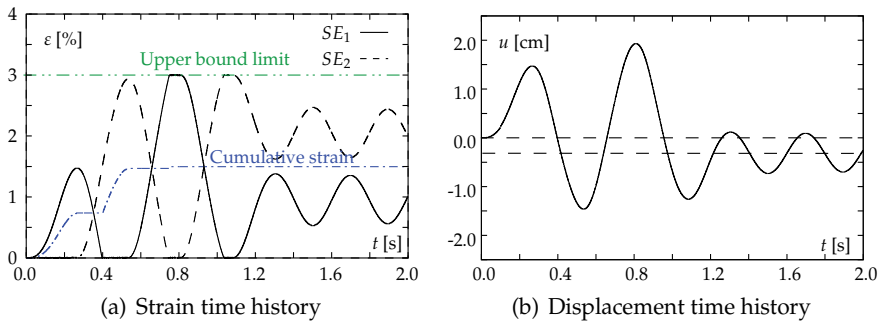 ε [%]
SE1
SE2
Upper bound limit
Cumulative strain
4
3
2
1
0
0.0 0.4 0.8 1.2 1.6 2.0
t [s]
(a) Strain time history
u [cm]
2.0
1.0
0.0
-1.0
-2.0
0.0 0.4 0.8 1.2 1.6 2.0
t [s]
(b) Displacement time history